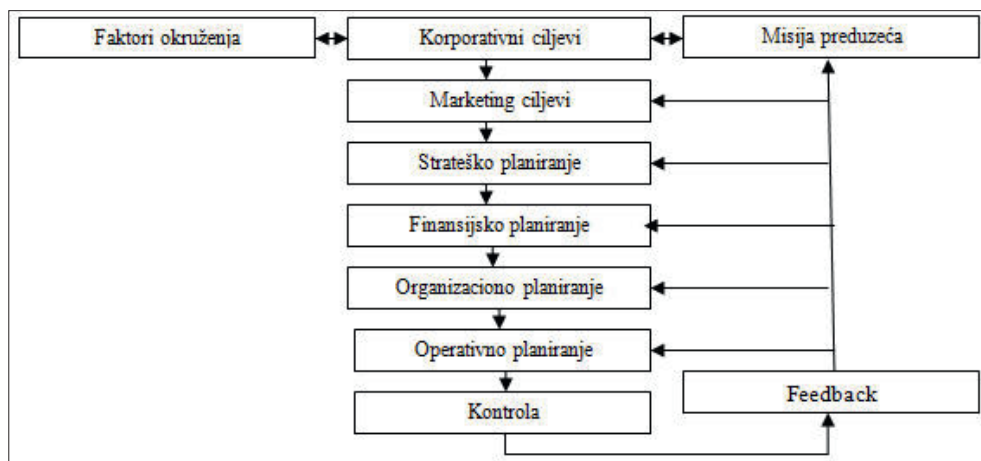 Faktori okruženja
Korporativni ciljevi
Misija preduzeća
Marketing ciljevi
Strateško planiranje
Finansijsko planiranje
Organizaciono planiranje
Operativno planiranje
Feedback
Kontrola